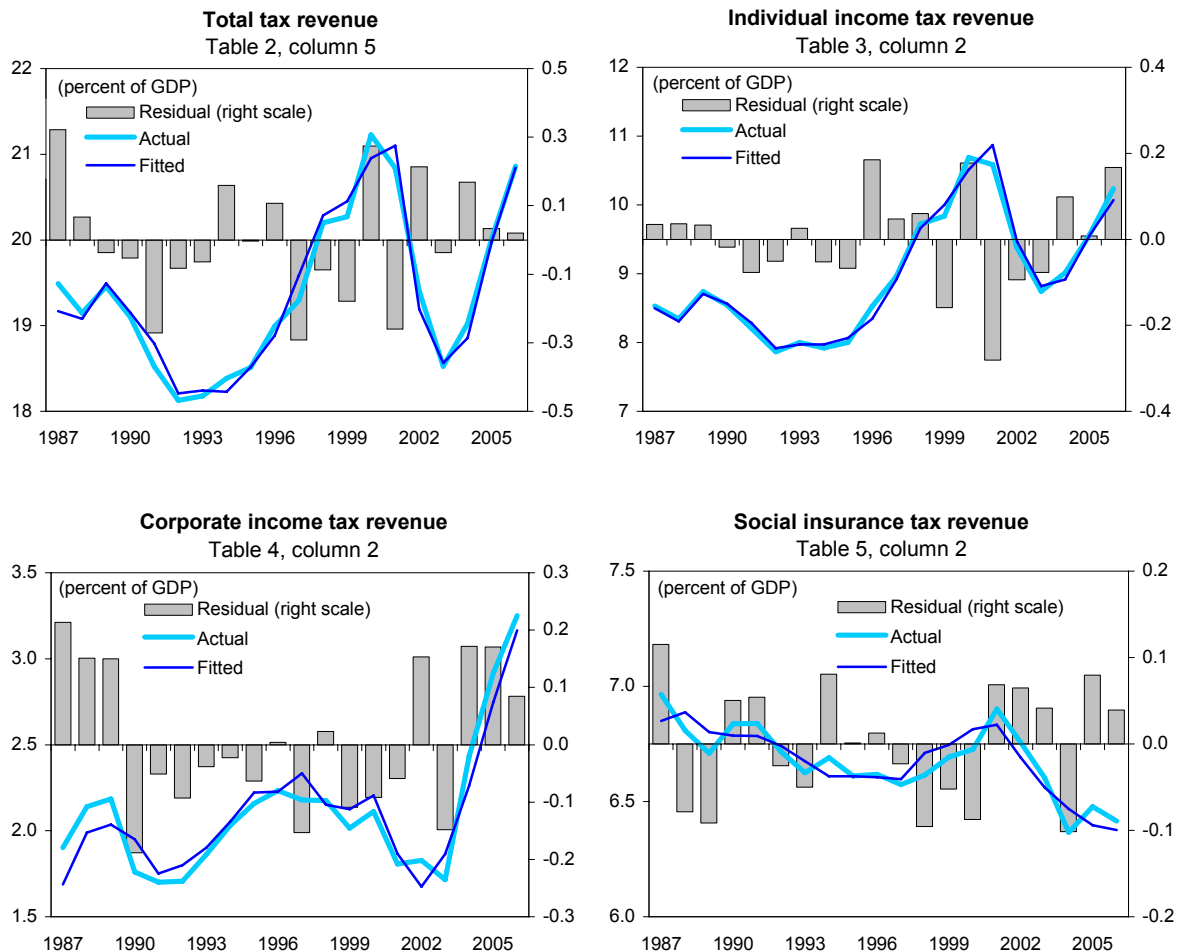 Total tax revenue
Table 2, column 5
(percent of GDP)
Residual (right scale)
Actual
Fitted
22
21
20
19
18
0.5
0.3
0.1
-0.1
-0.3
-0.5
1987 1990 1993 1996 1999 2002 2005
Individual income tax revenue
Table 3, column 2
(percent of GDP)
Residual (right scale)
Actual
Fitted
12
11
10
9
8
7
0.4
0.2
0.0
-0.2
-0.4
1987 1990 1993 1996 1999 2002 2005
Corporate income tax revenue
Table 4, column 2
(percent of GDP)
Residual (right scale)
Actual
Fitted
3.5
3.0
2.5
2.0
1.5
0.3
0.2
0.1
0.0
-0.1
-0.2
-0.3
1987 1990 1993 1996 1999 2002 2005
Social insurance tax revenue
Table 5, column 2
(percent of GDP)
Residual (right scale)
Actual
Fitted
7.5
7.0
6.5
6.0
0.2
0.1
0.0
-0.1
-0.2
1987 1990 1993 1996 1999 2002 2005